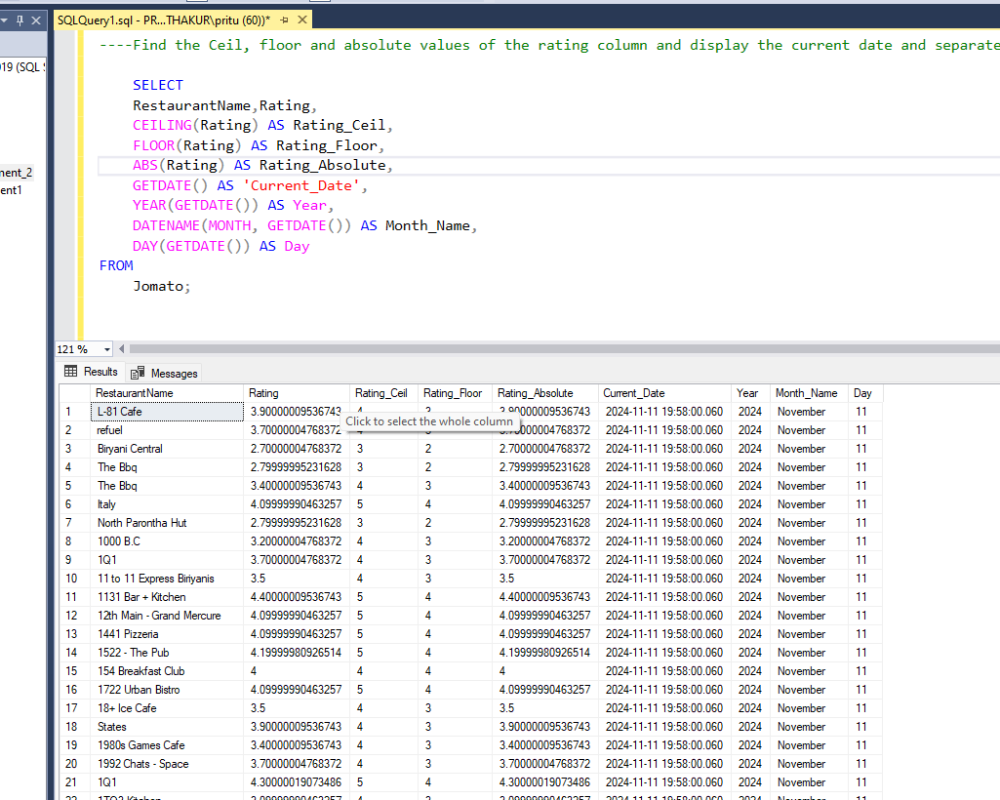 SQLQuery1.sql - PR...THAKUR\pritu (60))*
----Find the Ceil, floor and absolute values of the rating column and display the current date and separate
019 (SQL S
SELECT
RestaurantName,Rating,
CEILING(Rating) AS Rating_Ceil,
FLOOR(Rating) AS Rating_Floor,
ABS(Rating) AS Rating_Absolute,
ment_2
GETDATE() AS 'Current_Date',
ent1
YEAR(GETDATE()) AS Year,
DATENAME(MONTH, GETDATE()) AS Month_Name,
DAY(GETDATE()) AS Day
FROM
Jomato;
121 %
Results Messages
RestaurantName Rating Rating_Ceil Rating_Floor Rating_Absolute Current_Date Year Month_Name Day
1 L-81 Cafe 3.90000009536743 4 3 3.90000009536743 2024-11-11 19:58:00.060 2024 November 11
Click to select the whole column
2 refuel 3.70000004768372 3.70000004768372 2024-11-11 19:58:00.060 2024 November 11
3 Biryani Central 2.70000004768372 3 2 2.70000004768372 2024-11-11 19:58:00.060 2024 November 11
4 The Bbq 2.79999995231628 3 2 2.79999995231628 2024-11-11 19:58:00.060 2024 November 11
5 The Bbq 3.40000009536743 4 3 3.40000009536743 2024-11-11 19:58:00.060 2024 November 11
6 Italy 4.09999990463257 5 4 4.09999990463257 2024-11-11 19:58:00.060 2024 November 11
7 North Parontha Hut 2.79999995231628 3 2 2.79999995231628 2024-11-11 19:58:00.060 2024 November 11
8 1000 B.C 3.20000004768372 4 3 3.20000004768372 2024-11-11 19:58:00.060 2024 November 11
9 1Q1 3.70000004768372 4 3 3.70000004768372 2024-11-11 19:58:00.060 2024 November 11
10 11 to 11 Express Biriyanis 3.5 4 3 3.5 2024-11-11 19:58:00.060 2024 November 11
11 1131 Bar + Kitchen 4.40000009536743 5 4 4.40000009536743 2024-11-11 19:58:00.060 2024 November 11
12 12th Main - Grand Mercure 4.09999990463257 5 4 4.09999990463257 2024-11-11 19:58:00.060 2024 November 11
13 1441 Pizzeria 4.09999990463257 5 4 4.09999990463257 2024-11-11 19:58:00.060 2024 November 11
14 1522 - The Pub 4.19999980926514 5 4 4.19999980926514 2024-11-11 19:58:00.060 2024 November 11
15 154 Breakfast Club 4 4 4 4 2024-11-11 19:58:00.060 2024 November 11
16 1722 Urban Bistro 4.09999990463257 5 4 4.09999990463257 2024-11-11 19:58:00.060 2024 November 11
17 18+ Ice Cafe 3.5 4 3 3.5 2024-11-11 19:58:00.060 2024 November 11
18 States 3.90000009536743 4 3 3.90000009536743 2024-11-11 19:58:00.060 2024 November 11
19 1980s Games Cafe 3.40000009536743 4 3 3.40000009536743 2024-11-11 19:58:00.060 2024 November 11
20 1992 Chats - Space 3.70000004768372 4 3 3.70000004768372 2024-11-11 19:58:00.060 2024 November 11
21 1Q1 4.30000019073486 5 4 4.30000019073486 2024-11-11 19:58:00.060 2024 November 11